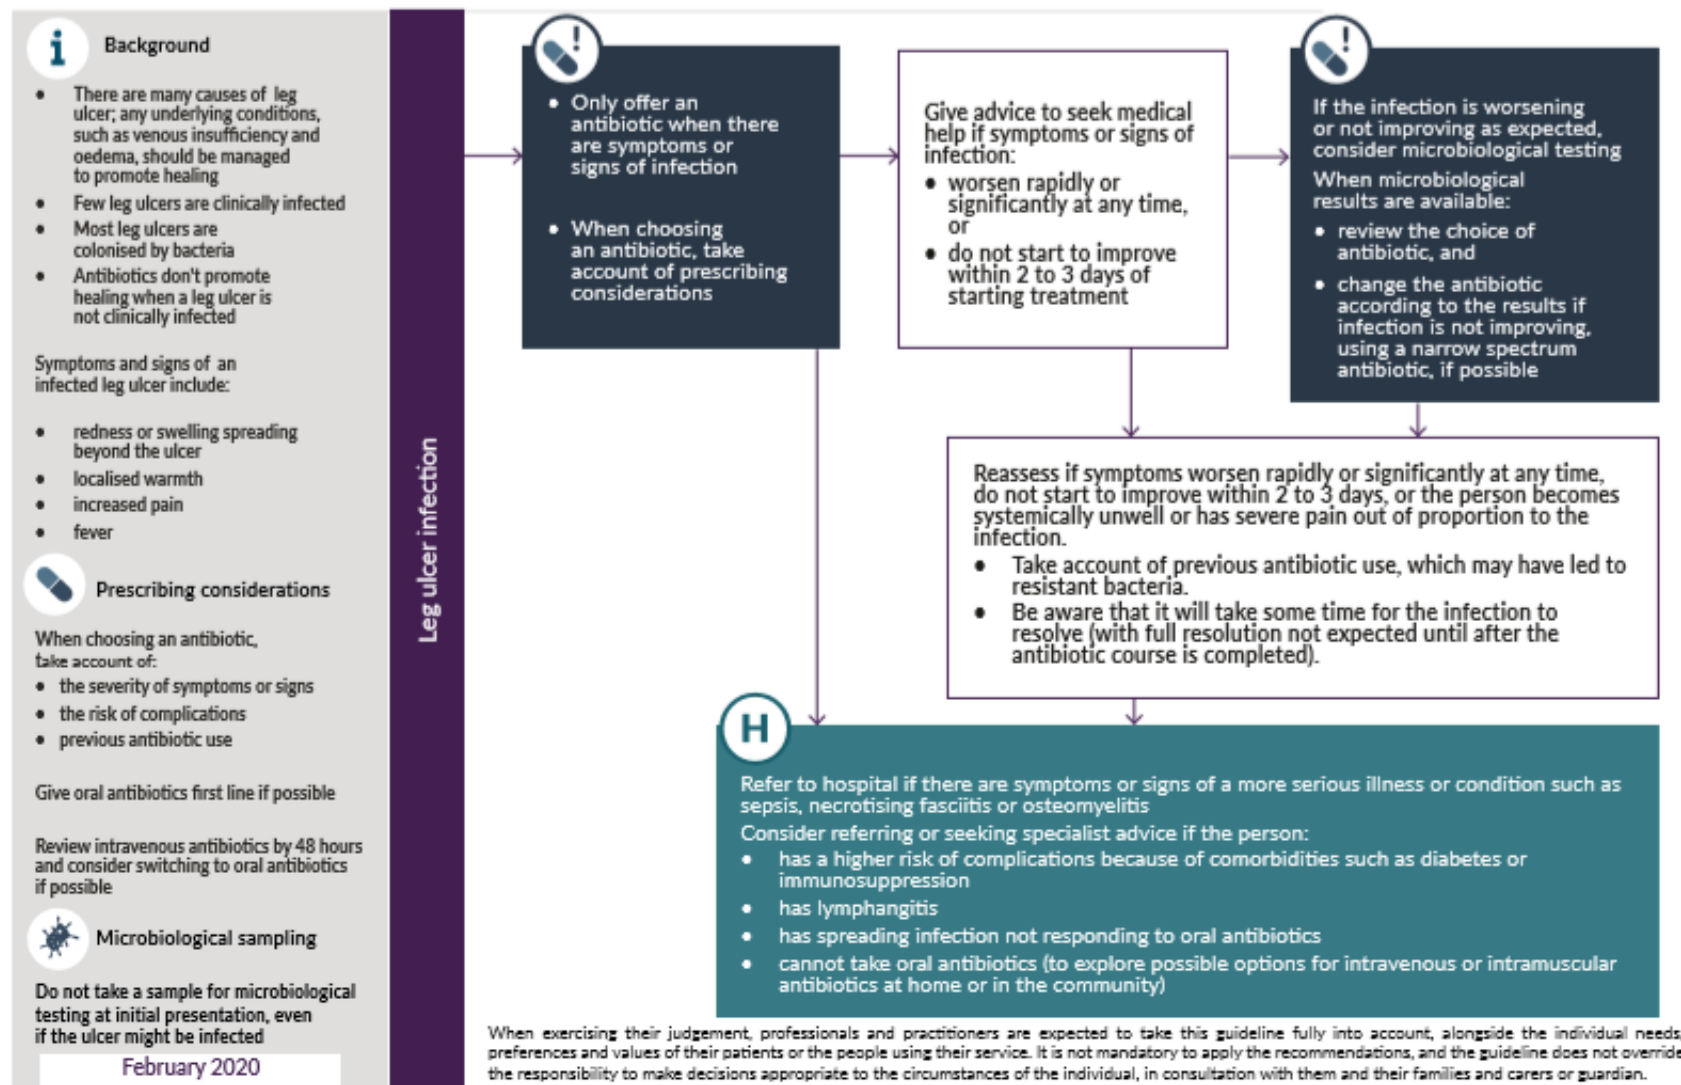 Background
• There are many causes of leg
ulcer; any underlying conditions,
such as venous insufficiency and
oedema, should be managed
to promote healing
• Few leg ulcers are clinically infected
• Most leg ulcers are
colonised by bacteria
• Antibiotics don't promote
healing when a leg ulcer is
not clinically infected
Symptoms and signs of an
infected leg ulcer include:
• redness or swelling spreading
beyond the ulcer
• localised warmth
• increased pain
• fever
Prescribing considerations
When choosing an antibiotic,
take account of:
• the severity of symptoms or signs
• the risk of complications
• previous antibiotic use
Give oral antibiotics first line if possible
Review intravenous antibiotics by 48 hours
and consider switching to oral antibiotics
if possible
Microbiological sampling
Do not take a sample for microbiological
testing at initial presentation, even
if the ulcer might be infected
February 2020
Leg ulcer infection
• Only offer an
antibiotic when there
are symptoms or
signs of infection
• When choosing
an antibiotic, take
account of prescribing
considerations
Give advice to seek medical
help if symptoms or signs of
infection:
• worsen rapidly or
significantly at any time,
or
• do not start to improve
within 2 to 3 days of
starting treatment
If the infection is worsening
or not improving as expected,
consider microbiological testing
When microbiological
results are available:
• review the choice of
antibiotic, and
• change the antibiotic
according to the results if
infection is not improving,
using a narrow spectrum
antibiotic, if possible
Reassess if symptoms worsen rapidly or significantly at any time,
do not start to improve within 2 to 3 days, or the person becomes
systemically unwell or has severe pain out of proportion to the
infection.
• Take account of previous antibiotic use, which may have led to
resistant bacteria.
• Be aware that it will take some time for the infection to
resolve (with full resolution not expected until after the
antibiotic course is completed).
H
Refer to hospital if there are symptoms or signs of a more serious illness or condition such as
sepsis, necrotising fasciitis or osteomyelitis
Consider referring or seeking specialist advice if the person:
• has a higher risk of complications because of comorbidities such as diabetes or
immunosuppression
• has lymphangitis
• has spreading infection not responding to oral antibiotics
• cannot take oral antibiotics (to explore possible options for intravenous or intramuscular
antibiotics at home or in the community)
When exercising their judgement, professionals and practitioners are expected to take this guideline fully into account, alongside the individual needs,
preferences and values of their patients or the people using their service. It is not mandatory to apply the recommendations, and the guideline does not override
the responsibility to make decisions appropriate to the circumstances of the individual, in consultation with them and their families and carers or guardian.